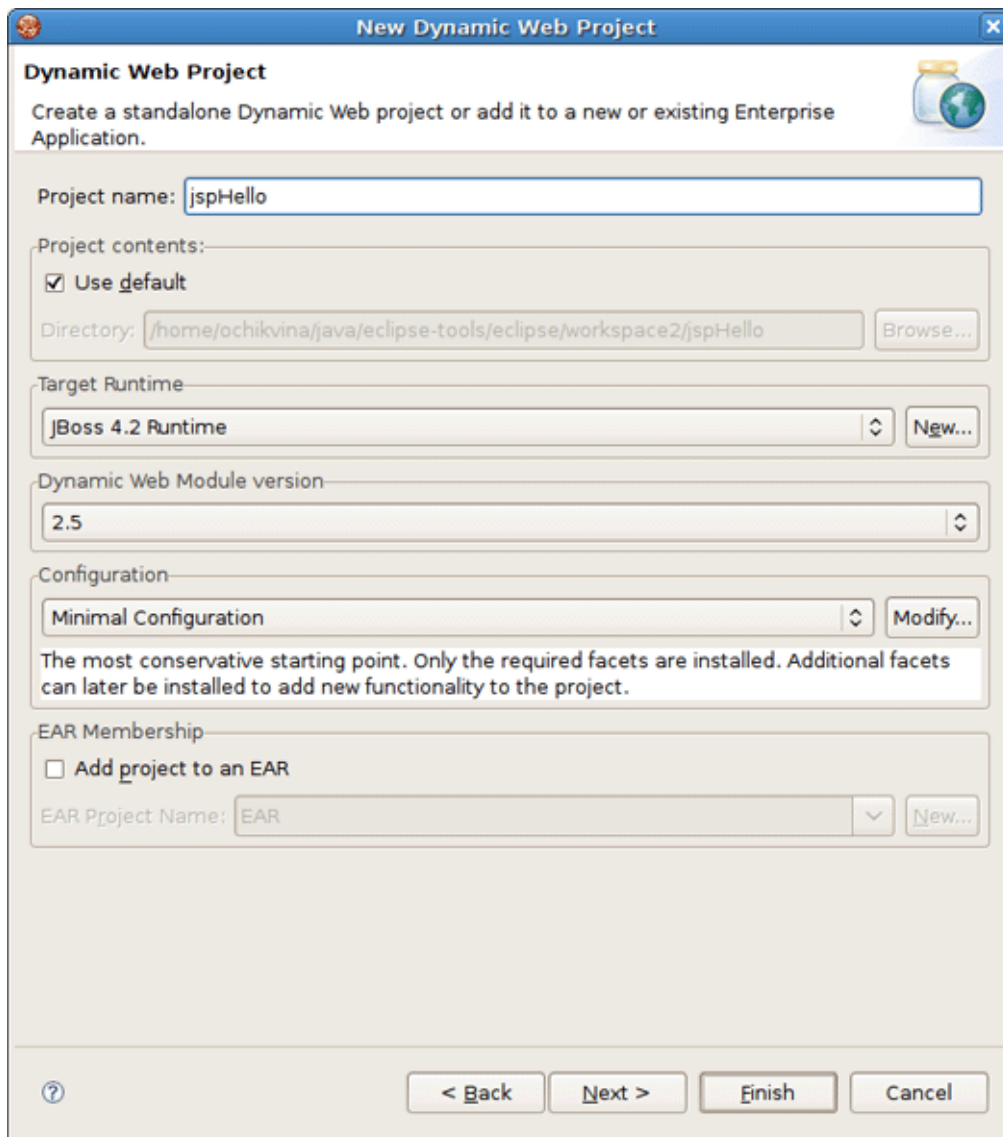 New Dynamic Web Project
Dynamic Web Project
Create a standalone Dynamic Web project or add it to a new or existing Enterprise
Application.
Project name: jspHello
Project contents:
Use default
Directory: /home/ochikvina/java/eclipse-tools/eclipse/workspace2/jspHello Browse...
Target Runtime
JBoss 4.2 Runtime New...
Dynamic Web Module version
2.5
Configuration
Minimal Configuration Modify...
The most conservative starting point. Only the required facets are installed. Additional facets
can later be installed to add new functionality to the project.
EAR Membership
Add project to an EAR
EAR Project Name: EAR New...
? < Back Next > Finish Cancel